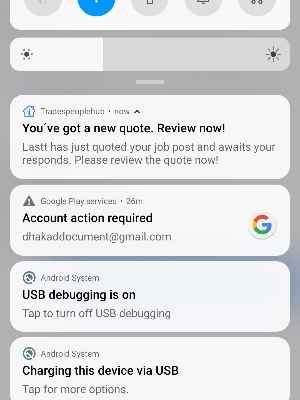 Tradespeoplehub • now
You´ve got a new quote. Review now!
Lastt has just quoted your job post and awaits your
responds. Please review the quote now!
Google Play services • 26m
Account action required
dhakaddocument@gmail.com
Android System
USB debugging is on
Tap to turn off USB debugging
Android System
Charging this device via USB
Tap for more options.